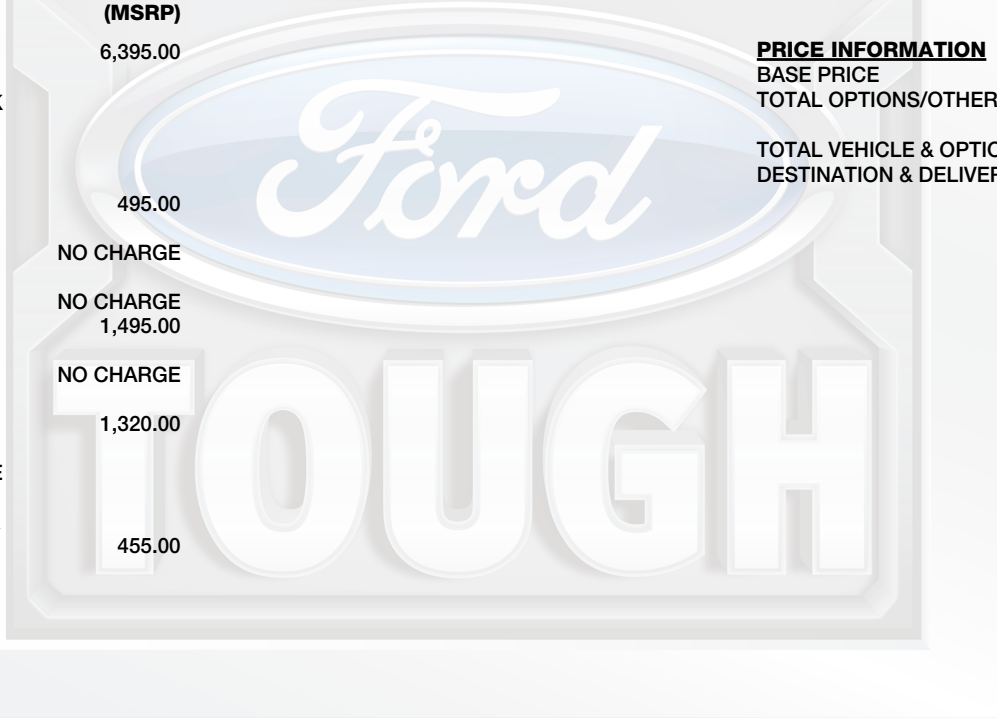 (MSRP)
6,395.00
495.00
NO CHARGE
NO CHARGE
1,495.00
NO CHARGE
1,320.00
455.00
PRICE INFORMATION
BASE PRICE
TOTAL OPTIONS/OTHER
TOTAL VEHICLE & OPTIO
DESTINATION & DELIVER
Ford
TOUGH